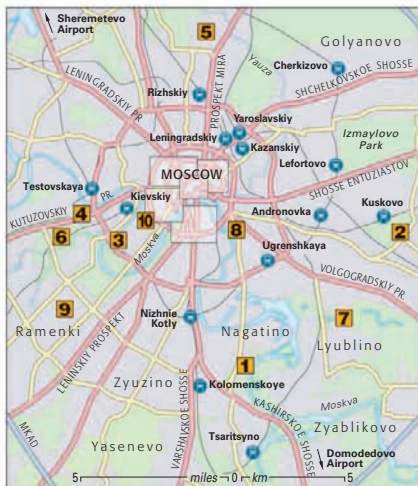 Sheremetevo
Airport
5
Golyanovo
Cherkizovo
Yauza
LENINGRADSKIY PR.
PROSPEKT MIRA
SHCHELKOVSKOE SHOSSE
Rizhskiy
Yaroslavskiy
Leningradskiy
Kazanskiy
Izmaylovo
Park
Lefortovo
MOSCOW
SHOSSE ENTUZIASTOV
Testovskaya
Kievskiy
KUTUZOVSKIY PR.
4
10
Andronovka
Kuskovo
6
3
Moskva
8
2
Ugreshskaya
VOLGOGRADSKIY PR.
9
Ramenki
LENINSKIY PROSPEKT
Nizhnie
Kotly
Nagatino
7
Lyublino
1
Zyuzino
Kolomenskoye
Moskva
MKAD
VARSHAJSKOE SHOSSE
KASHIRSKOE SHOSSE
Zyablikovo
Yasenevo
Tsaritsyno
Domodedovo
Airport
5 miles 0 km 5